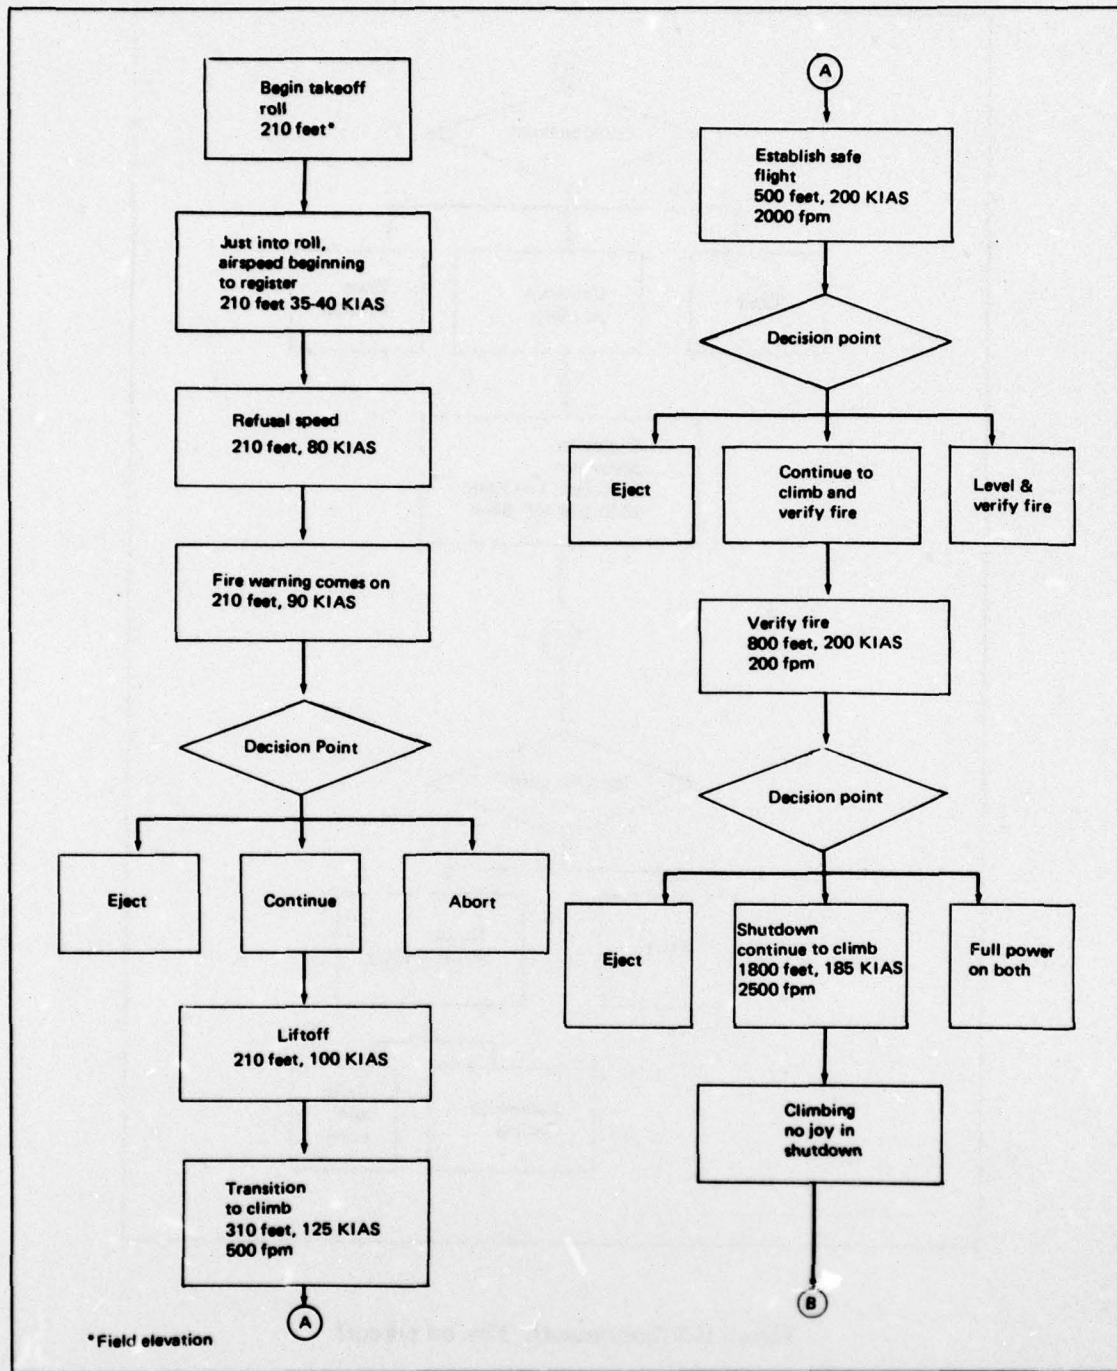 Begin takeoff
roll
210 feet*
Just into roll,
airspeed beginning
to register
210 feet 35-40 KIAS
Refusal speed
210 feet, 80 KIAS
Fire warning comes on
210 feet, 90 KIAS
Decision Point
Eject
Continue
Abort
Liftoff
210 feet, 100 KIAS
Transition
to climb
310 feet, 125 KIAS
500 fpm
A
*Field elevation
A
Establish safe
flight
500 feet, 200 KIAS
2000 fpm
Decision point
Eject
Continue to
climb and
verify fire
Level &
verify fire
Verify fire
800 feet, 200 KIAS
200 fpm
Decision point
Eject
Shutdown
continue to climb
1800 feet, 185 KIAS
2500 fpm
Full power
on both
Climbing
no joy in
shutdown
B